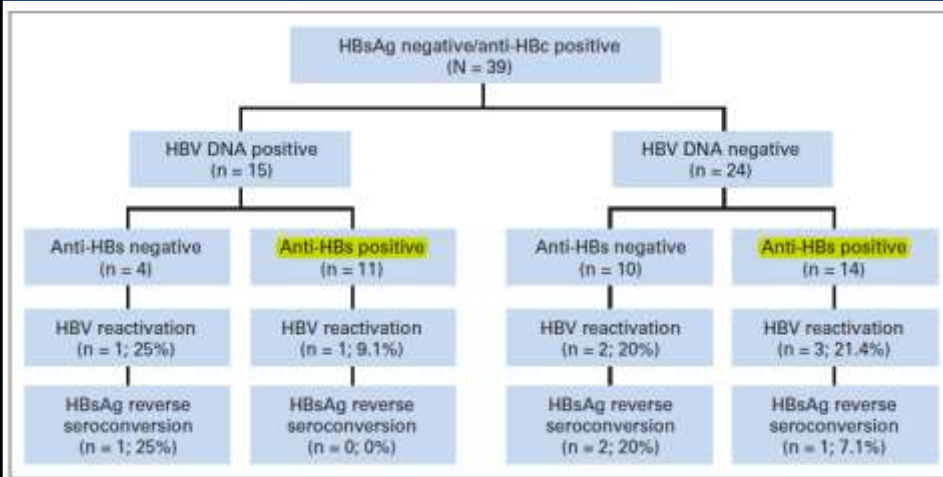 HBsAg negative/anti-HBc positive
(N = 39)
HBV DNA positive
(n = 15)
HBV DNA negative
(n = 24)
Anti-HBs negative
(n = 4)
Anti-HBs positive
(n = 11)
Anti-HBs negative
(n = 10)
Anti-HBs positive
(n = 14)
HBV reactivation
(n = 1; 25%)
HBV reactivation
(n = 1; 9.1%)
HBV reactivation
(n = 2; 20%)
HBV reactivation
(n = 3; 21.4%)
HBsAg reverse
seroconversion
(n = 1; 25%)
HBsAg reverse
seroconversion
(n = 0; 0%)
HBsAg reverse
seroconversion
(n = 2; 20%)
HBsAg reverse
seroconversion
(n = 1; 7.1%)